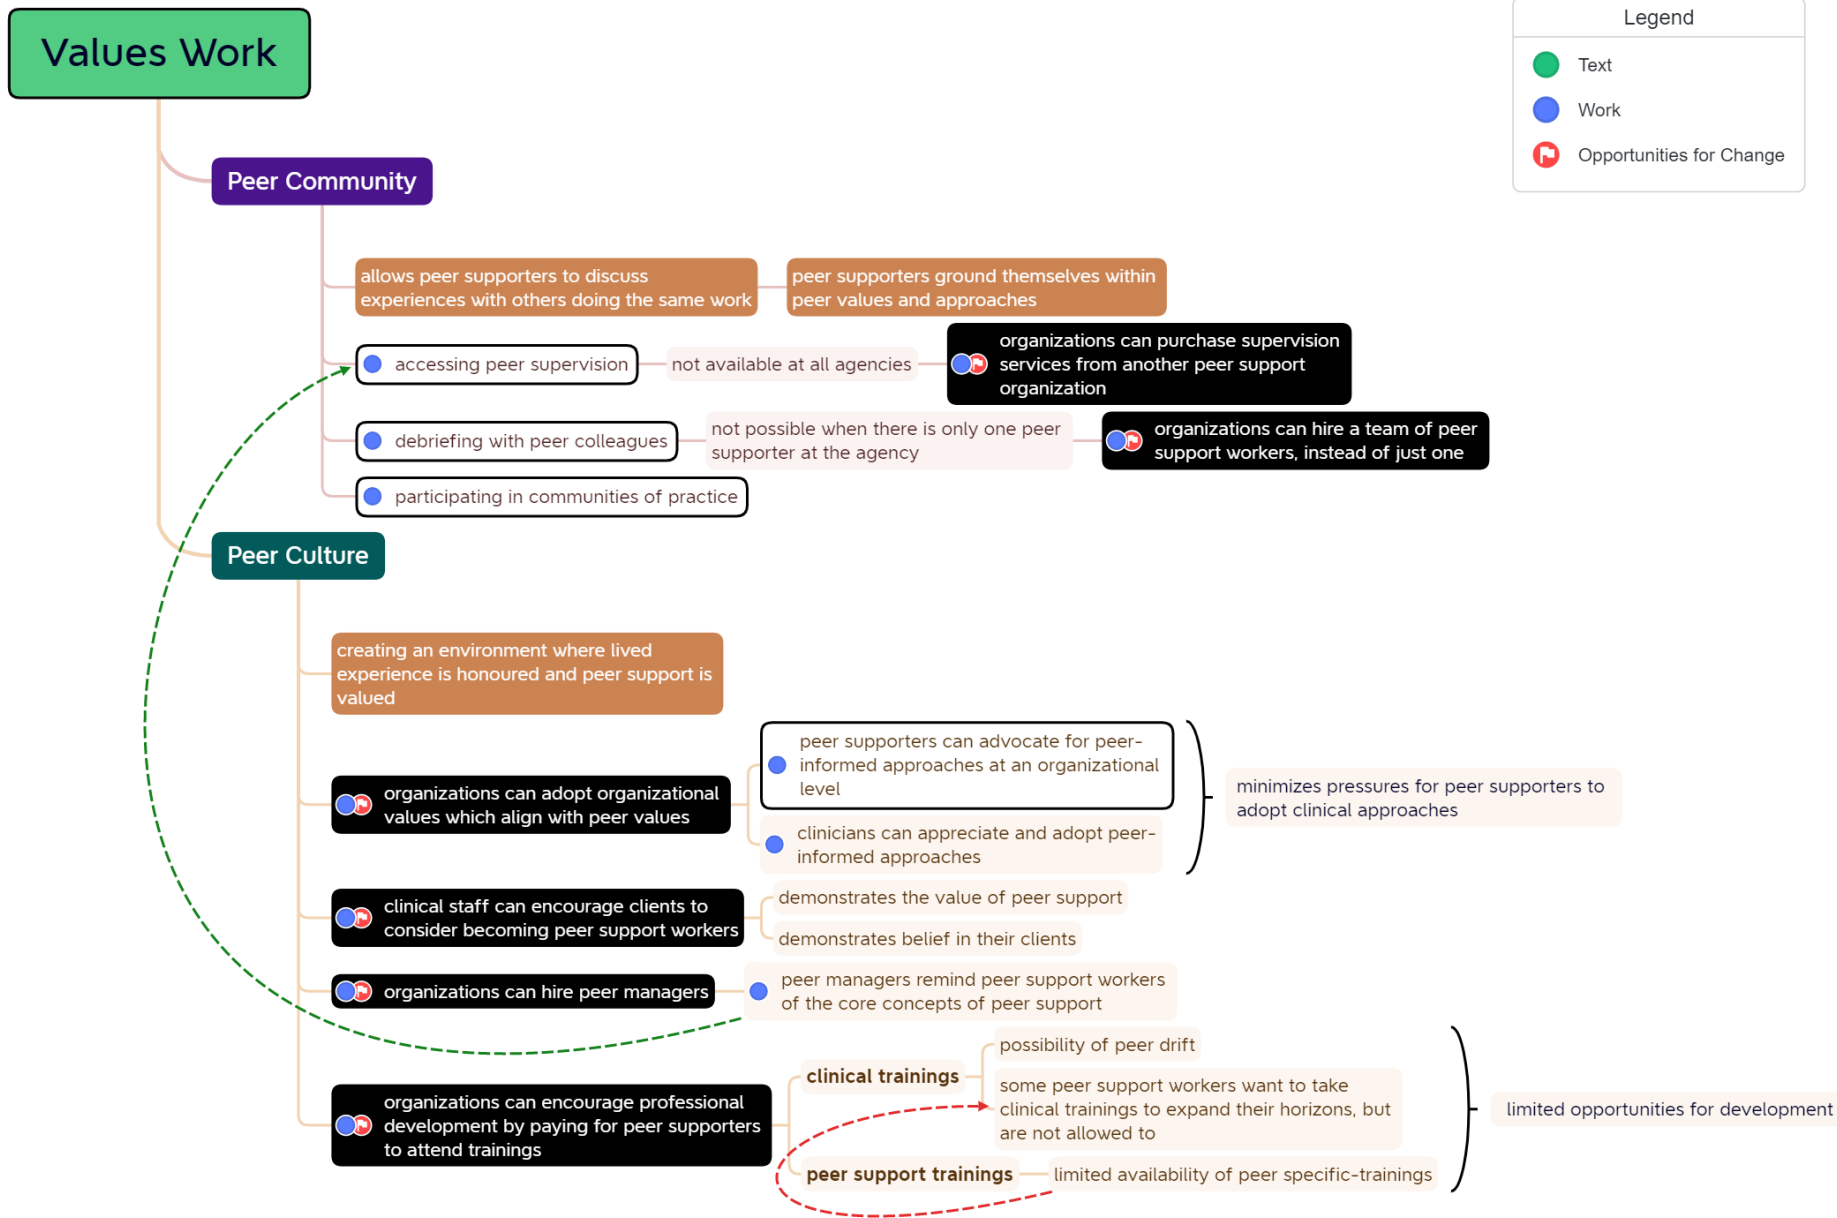 Values Work
Legend
Text
Work
Opportunities for Change
Peer Community
allows peer supporters to discuss
experiences with others doing the same work
peer supporters ground themselves within
peer values and approaches
accessing peer supervision
not available at all agencies
organizations can purchase supervision
services from another peer support
organization
debriefing with peer colleagues
not possible when there is only one peer
supporter at the agency
organizations can hire a team of peer
support workers, instead of just one
participating in communities of practice
Peer Culture
creating an environment where lived
experience is honoured and peer support is
valued
organizations can adopt organizational
values which align with peer values
peer supporters can advocate for peer-
informed approaches at an organizational
level
clinicians can appreciate and adopt peer-
informed approaches
minimizes pressures for peer supporters to
adopt clinical approaches
clinical staff can encourage clients to
consider becoming peer support workers
demonstrates the value of peer support
demonstrates belief in their clients
organizations can hire peer managers
peer managers remind peer support workers
of the core concepts of peer support
organizations can encourage professional
development by paying for peer supporters
to attend trainings
clinical trainings
possibility of peer drift
some peer support workers want to take
clinical trainings to expand their horizons, but
are not allowed to
peer support trainings
limited availability of peer specific-trainings
limited opportunities for development